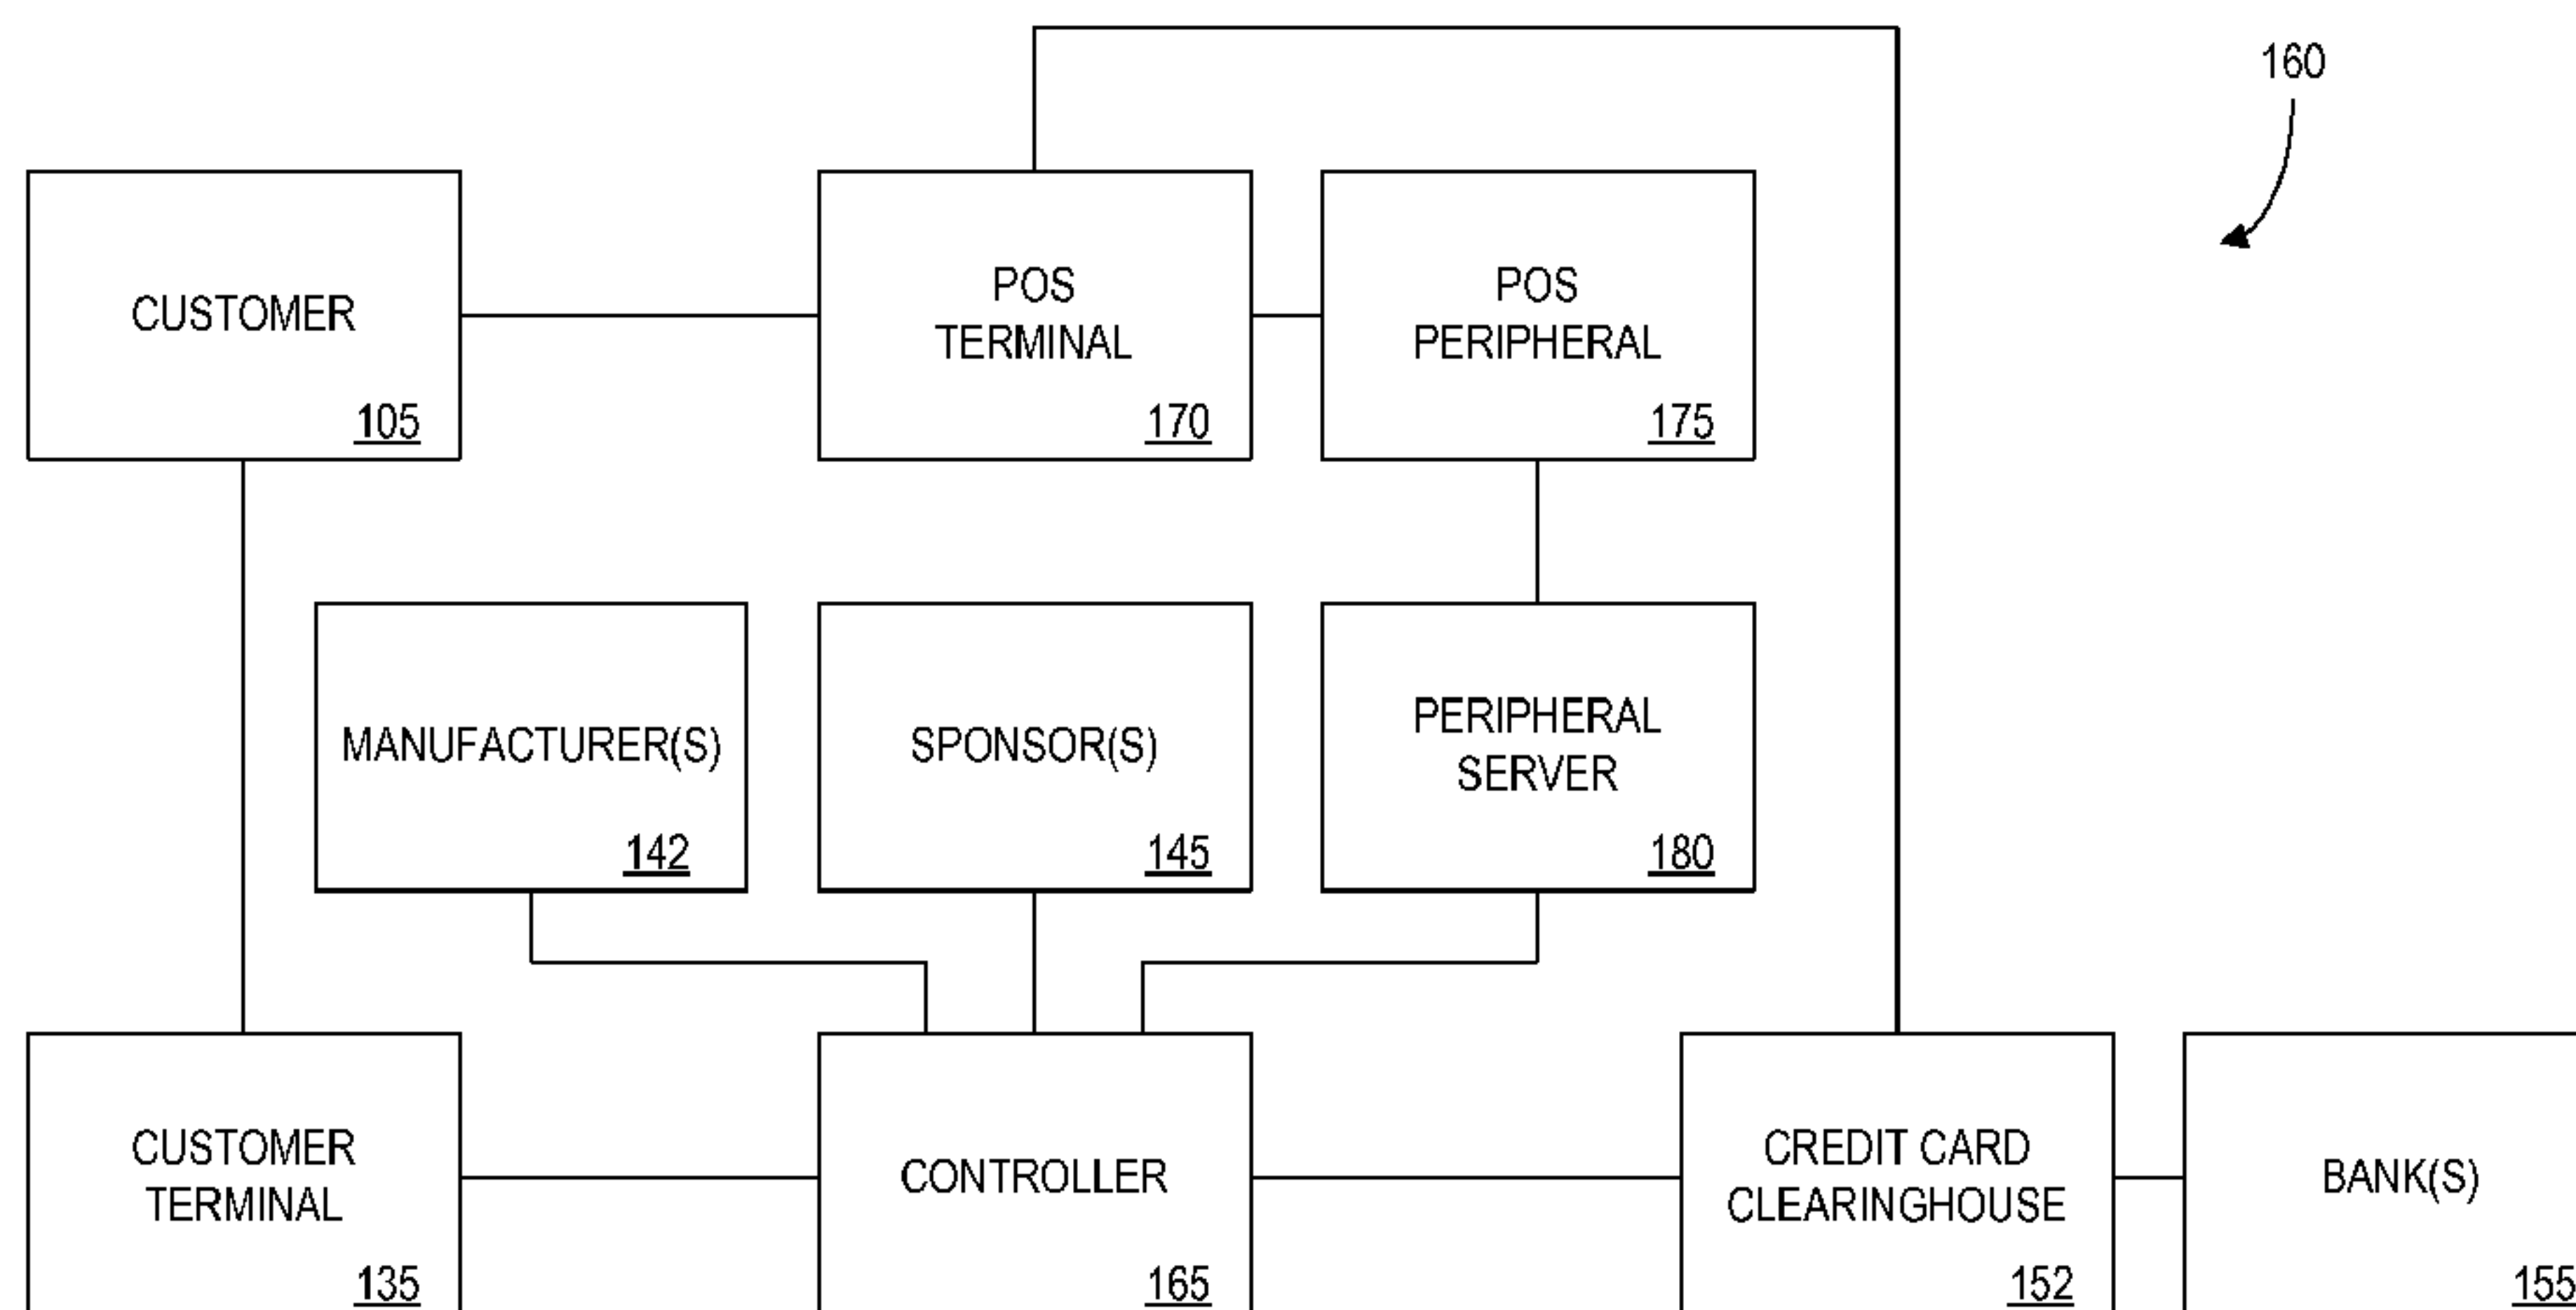 160
CUSTOMER
105
POS
TERMINAL
170
POS
PERIPHERAL
175
MANUFACTURER(S)
142
SPONSOR(S)
145
PERIPHERAL
SERVER
180
CUSTOMER
TERMINAL
135
CONTROLLER
165
CREDIT CARD
CLEARINGHOUSE
152
BANK(S)
155